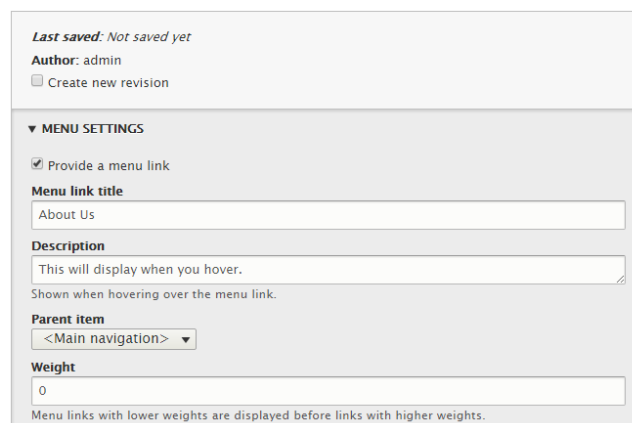 Last saved: Not saved yet
Author: admin
Create new revision
MENU SETTINGS
Provide a menu link
Menu link title
About Us
Description
This will display when you hover.
Shown when hovering over the menu link.
Parent item
<Main navigation>
Weight
0
Menu links with lower weights are displayed before links with higher weights.